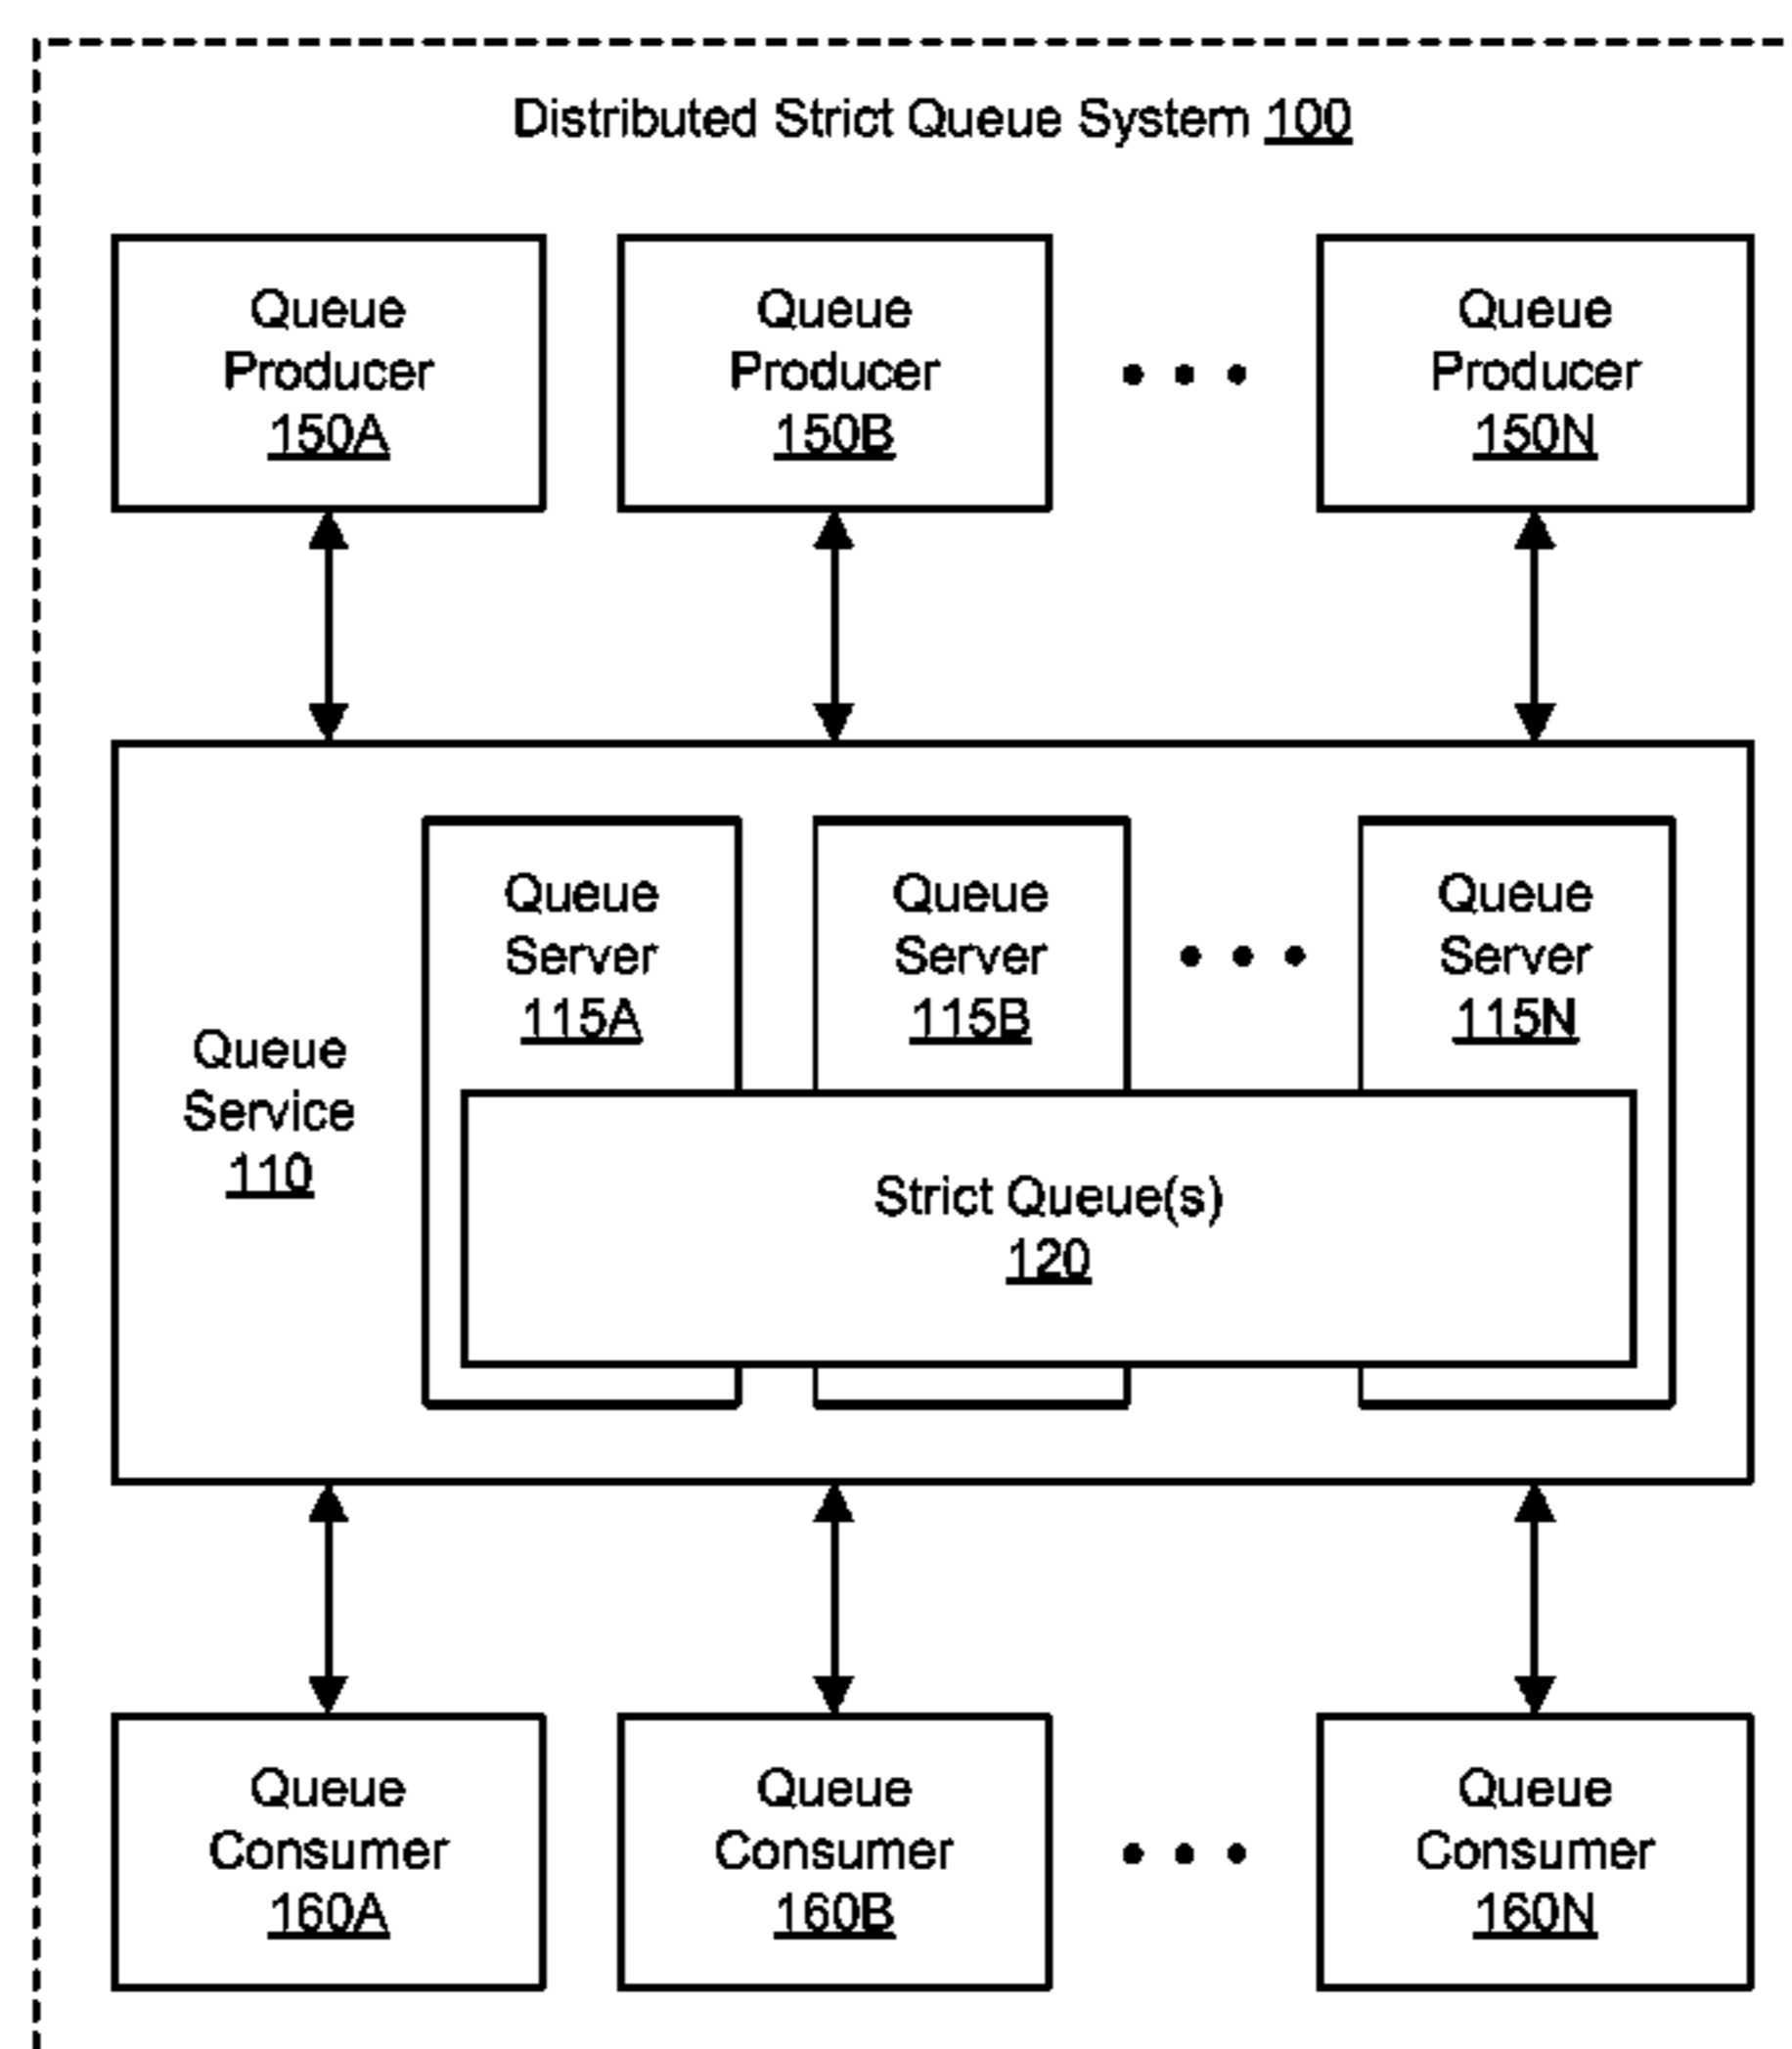 Distributed Strict Queue System 100
Queue
Producer
150A
Queue
Producer
150B
Queue
Producer
150N
Queue
Service
110
Queue
Server
115A
Queue
Server
115B
Queue
Server
115N
Strict Queue(s)
120
Queue
Consumer
160A
Queue
Consumer
160B
Queue
Consumer
160N